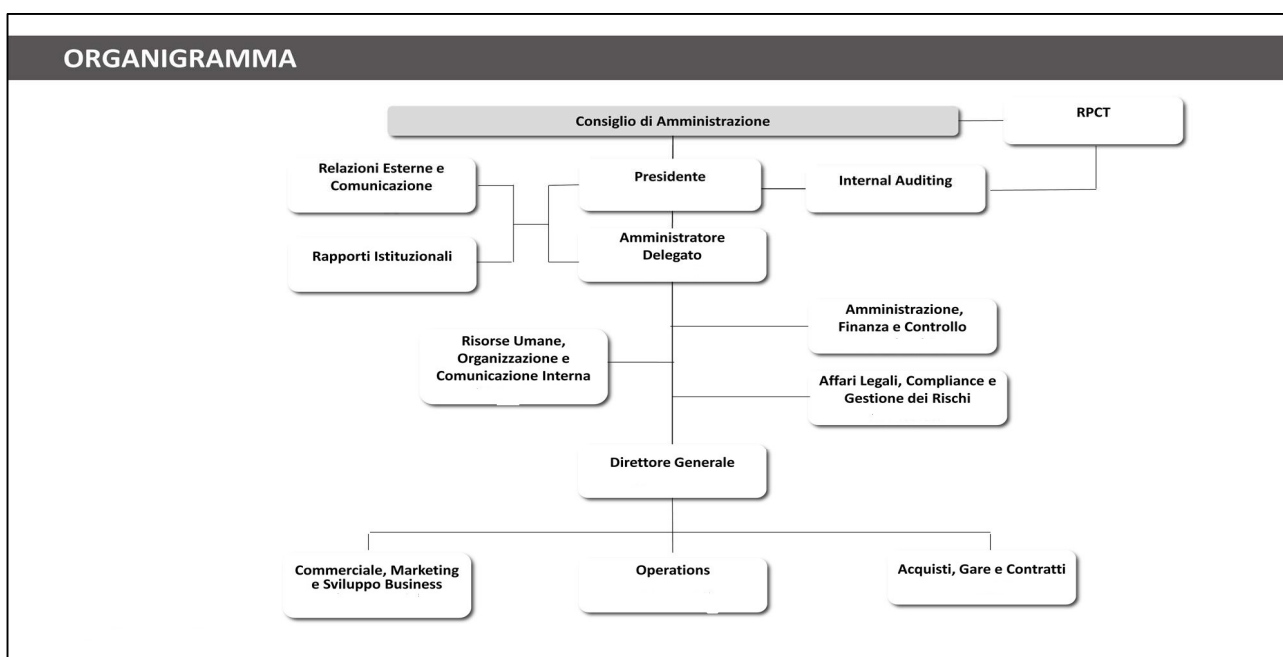 ORGANIGRAMMA
Consiglio di Amministrazione
RPCT
Relazioni Esterne e
Comunicazione
Presidente
Internal Auditing
Rapporti Istituzionali
Amministratore
Delegato
Amministrazione,
Finanza e Controllo
Risorse Umane,
Organizzazione e
Comunicazione Interna
Affari Legali, Compliance e
Gestione dei Rischi
Direttore Generale
Commerciale, Marketing
e Sviluppo Business
Operations
Acquisti, Gare e Contratti